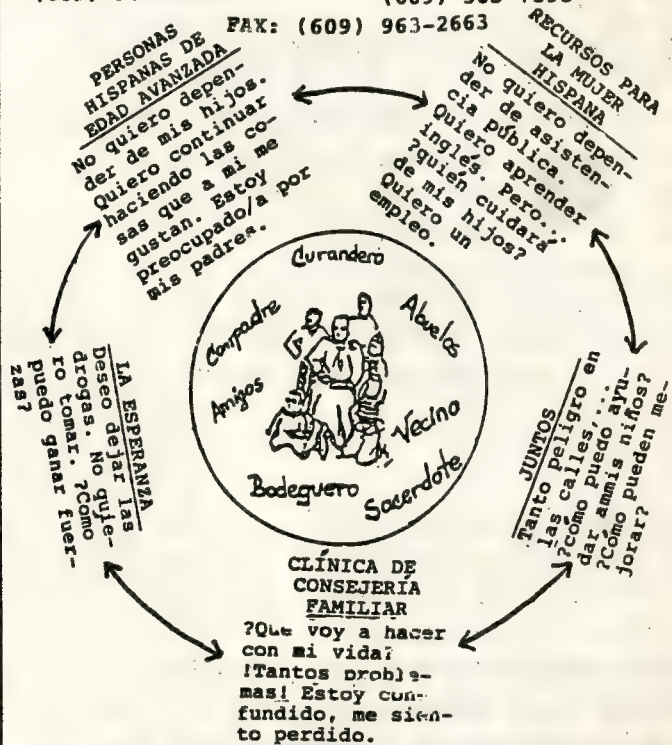 FAX: (609) 963-2663
PERSONAS
HISPANAS DE
EDAD AVANZADA
No quiero depen-
der de mis hijos.
Quiero continuar
haciendo las co-
sas que a mi me
gustan. Estoy
preocupado/a por
mis padres.
RECURSOS PARA
LA MUJER
HISPANA
No quiero depen-
der de asisten-
cia pública.
Quiero aprender
inglés. Pero...
?quien cuidará
de mis hijos?
Quiero un
empleo.
Curandero
Compadre
Abuelos
Amigos
Vecino
Bodeguero
Sacerdote
LA ESPERANZA
Deseo dejar las
drogas. No quie-
ro tomar. ?Como
puedo ganar fuer-
zas?
JUNTOS
Tanto peligro en
las calles,...
?cómo puedo ayu-
dar ammis niños?
?Cómo pueden me-
jorar?
CLÍNICA DE
CONSEJERÍA
FAMILIAR
?Que voy a hacer
con mi vida?
!Tantos proble-
mas! Estoy con-
fundido, me sien-
to perdido.